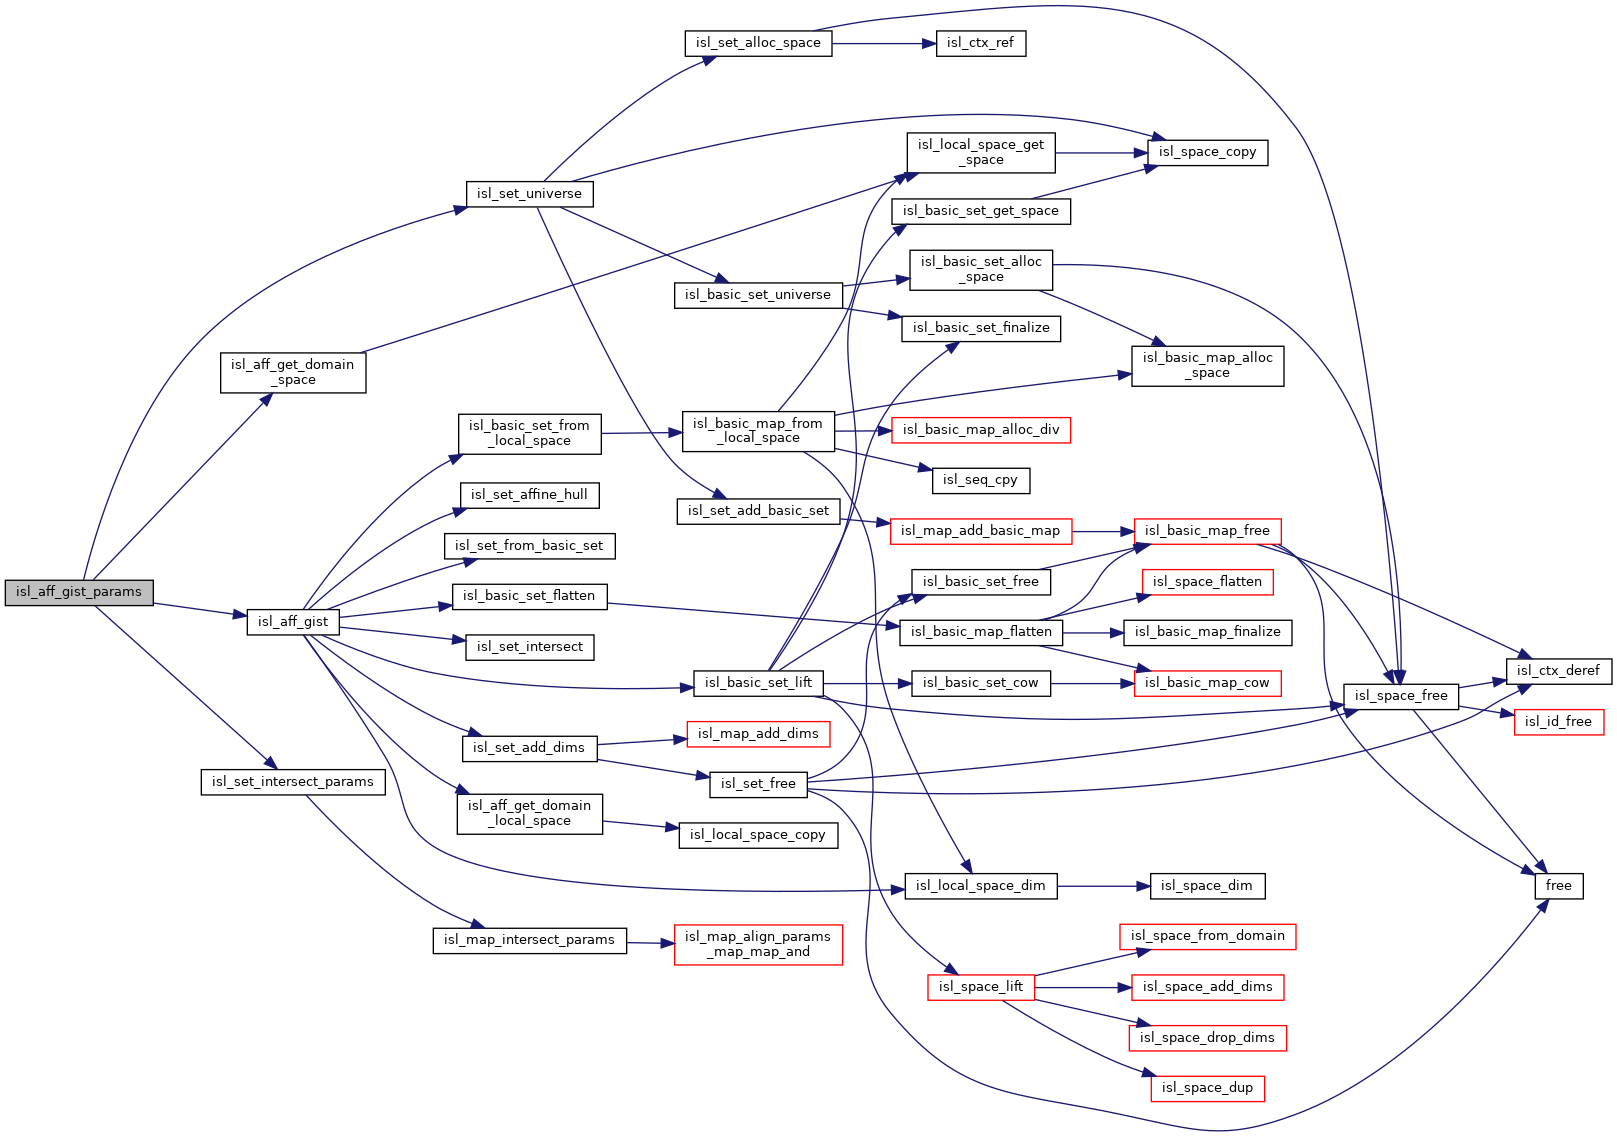 isl_set_alloc_space
isl_ctx_ref
isl_local_space_get
_space
isl_space_copy
isl_set_universe
isl_basic_set_get_space
isl_basic_set_alloc
_space
isl_basic_set_universe
isl_basic_set_finalize
isl_aff_get_domain
_space
isl_basic_map_alloc
_space
isl_basic_set_from
_local_space
isl_basic_map_from
_local_space
isl_basic_map_alloc_div
isl_set_affine_hull
isl_seq_cpy
isl_set_add_basic_set
isl_map_add_basic_map
isl_basic_map_free
isl_set_from_basic_set
isl_aff_gist_params
isl_basic_set_flatten
isl_basic_set_free
isl_space_flatten
isl_aff_gist
isl_basic_map_flatten
isl_basic_map_finalize
isl_set_intersect
isl_basic_set_lift
isl_basic_set_cow
isl_basic_map_cow
isl_space_free
isl_ctx_deref
isl_id_free
isl_set_add_dims
isl_map_add_dims
isl_set_intersect_params
isl_set_free
isl_aff_get_domain
_local_space
isl_local_space_copy
isl_local_space_dim
isl_space_dim
free
isl_map_intersect_params
isl_map_align_params
_map_map_and
isl_space_from_domain
isl_space_lift
isl_space_add_dims
isl_space_drop_dims
isl_space_dup